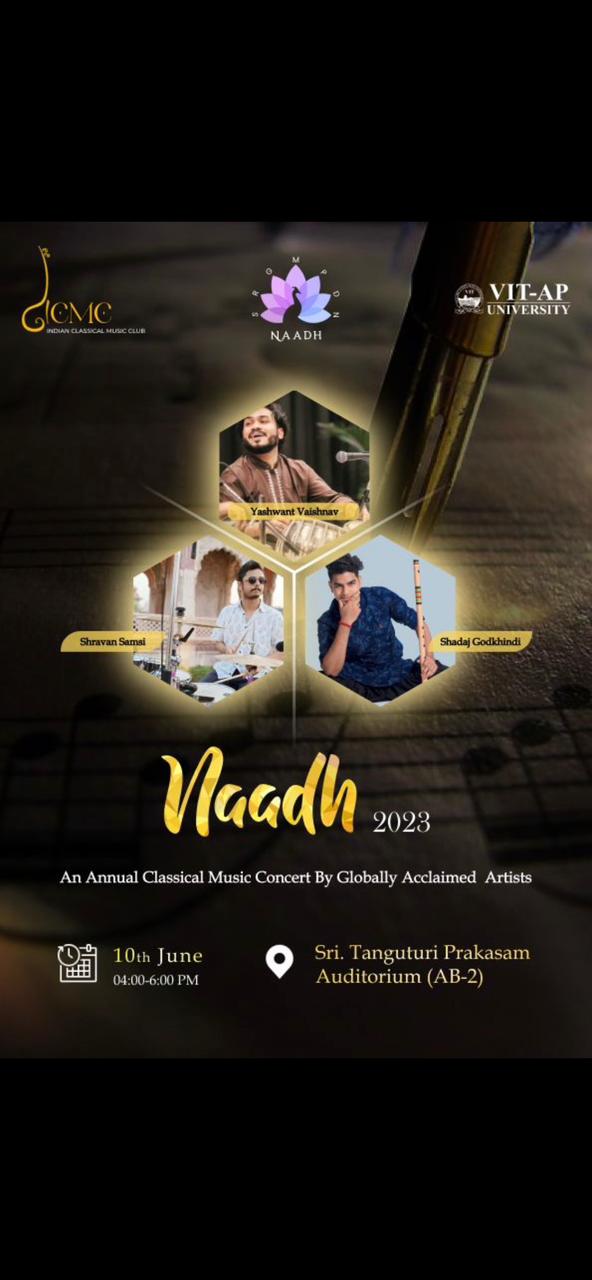 ICMC
INDIAN CLASSICAL MUSIC CLUB
S R G M P D N
NAADH
VIT-AP
UNIVERSITY
Yashwant Vaishnav
Shravan Samsi
Shadaj Godkhindi
Naadh 2023
An Annual Classical Music Concert By Globally Acclaimed Artists
10th June
04:00-6:00 PM
Sri. Tanguturi Prakasam
Auditorium (AB-2)